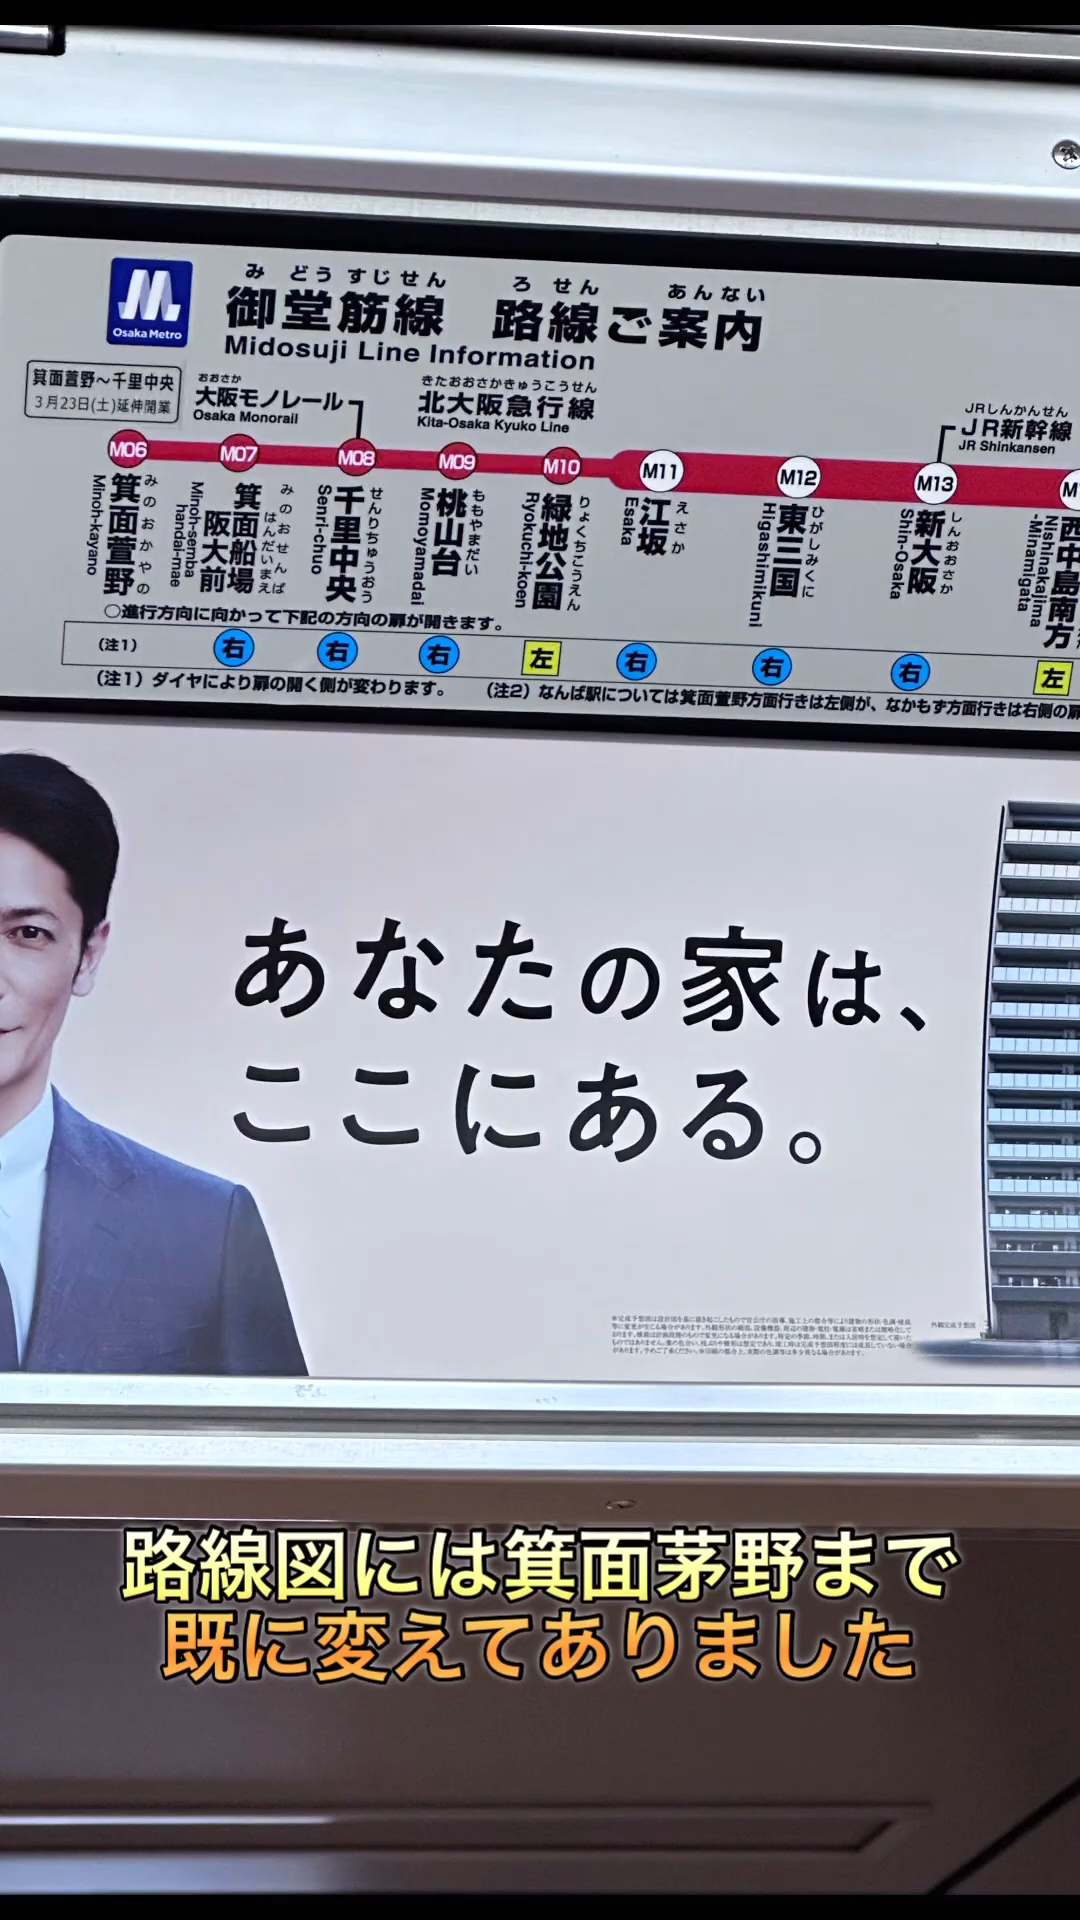 み どう すじ せん ろ せん あんない
御堂筋線 路線ご案内
Midosuji Line Information
Osaka Metro
箕面萱野～千里中央
3月23日(土)延伸開業
おおさか
大阪モノレール
Osaka Monorail
きたおおさかきゅうこうせん
北大阪急行線
Kita-Osaka Kyuko Line
JRしんかんせん
JR新幹線
JR Shinkansen
M06 M07 M08 M09 M10 M11 M12 M13
みのおかやの
箕面萱野
Minoh-kayano
みのおせんば
はんだいまえ
箕面船場
阪大前
Minoh-semba
handai-mae
せんりちゅうおう
千里中央
Senri-chuo
ももやまだい
桃山台
Momoyamadai
りょくちこうえん
緑地公園
Ryokuchi-koen
えさか
江坂
Esaka
ひがしみくに
東三国
Higashimikuni
しんおおさか
新大阪
Shin-Osaka
西中島南方
Nishinakajima
-Minamigata
○進行方向に向かって下記の方向の扉が開きます。
(注1) 右 右 右 左 右 右 右 左
(注1) ダイヤにより扉の開く側が変わります。 (注2) なんば駅については箕面萱野方面行きは左側が、なかもず方面行きは右側の扉
あなたの家は、
ここにある。
外観完成予想図
路線図には箕面茅野まで
既に変えてありました